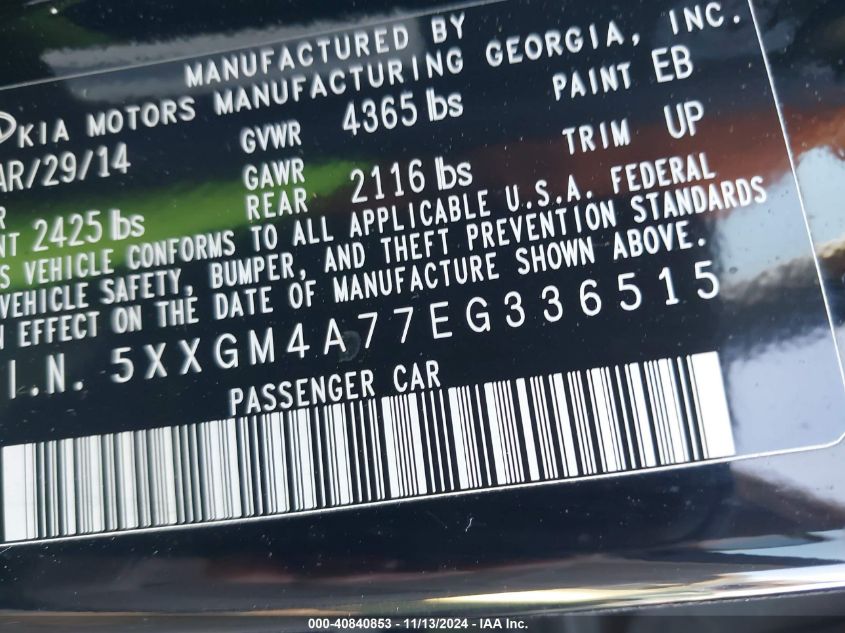 MANUFACTURED BY
KIA MOTORS MANUFACTURING GEORGIA, INC.
AR/29/14 GVWR 4365 lbs PAINT EB
GAWR REAR 2116 lbs TRIM UP
NT 2425 lbs
S VEHICLE CONFORMS TO ALL APPLICABLE U.S.A. FEDERAL
VEHICLE SAFETY, BUMPER, AND THEFT PREVENTION STANDARDS
N EFFECT ON THE DATE OF MANUFACTURE SHOWN ABOVE.
I.N. 5XXGM4A77EG336515
PASSENGER CAR
000-40840853 - 11/13/2024 - IAA Inc.